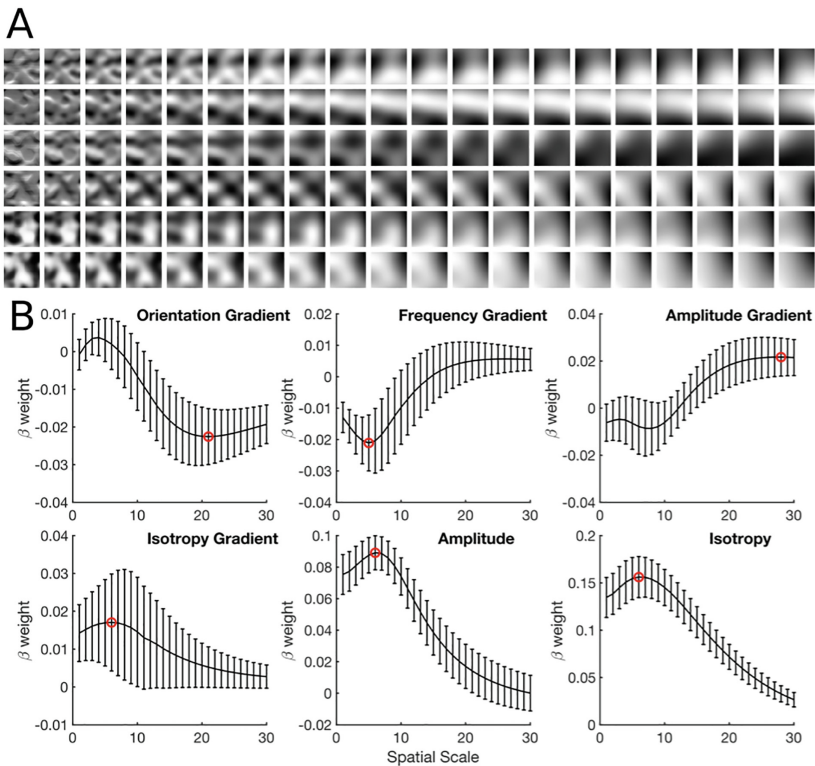 A
B
Orientation Gradient
0.01
0
-0.01
-0.02
-0.03
-0.04
β weight
0 10 20 30
Frequency Gradient
0.02
0.01
0
-0.01
-0.02
-0.03
-0.04
β weight
0 10 20 30
Amplitude Gradient
0.04
0.02
0
-0.02
-0.04
β weight
0 10 20 30
Isotropy Gradient
0.04
0.03
0.02
0.01
0
-0.01
β weight
0 10 20 30
Amplitude
0.1
0.08
0.06
0.04
0.02
0
-0.02
β weight
0 10 20 30
Spatial Scale
Isotropy
0.2
0.15
0.1
0.05
0
β weight
0 10 20 30